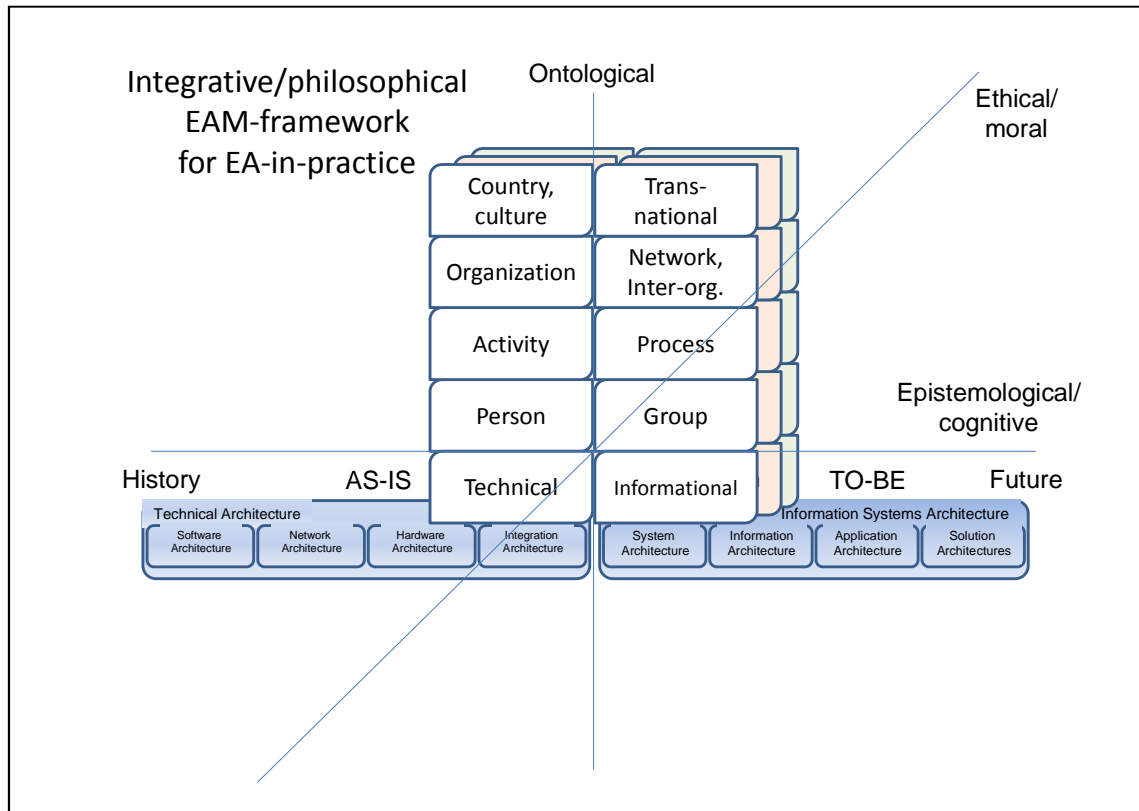 Integrative/philosophical
EAM-framework
for EA-in-practice
Ontological
Ethical/
moral
Country,
culture
Trans-
national
Organization
Network,
Inter-org.
Activity
Process
Person
Group
Epistemological/
cognitive
History
AS-IS
Technical
Informational
TO-BE
Future
Technical Architecture
Information Systems Architecture
Software
Architecture
Network
Architecture
Hardware
Architecture
Integration
Architecture
System
Architecture
Information
Architecture
Application
Architecture
Solution
Architectures